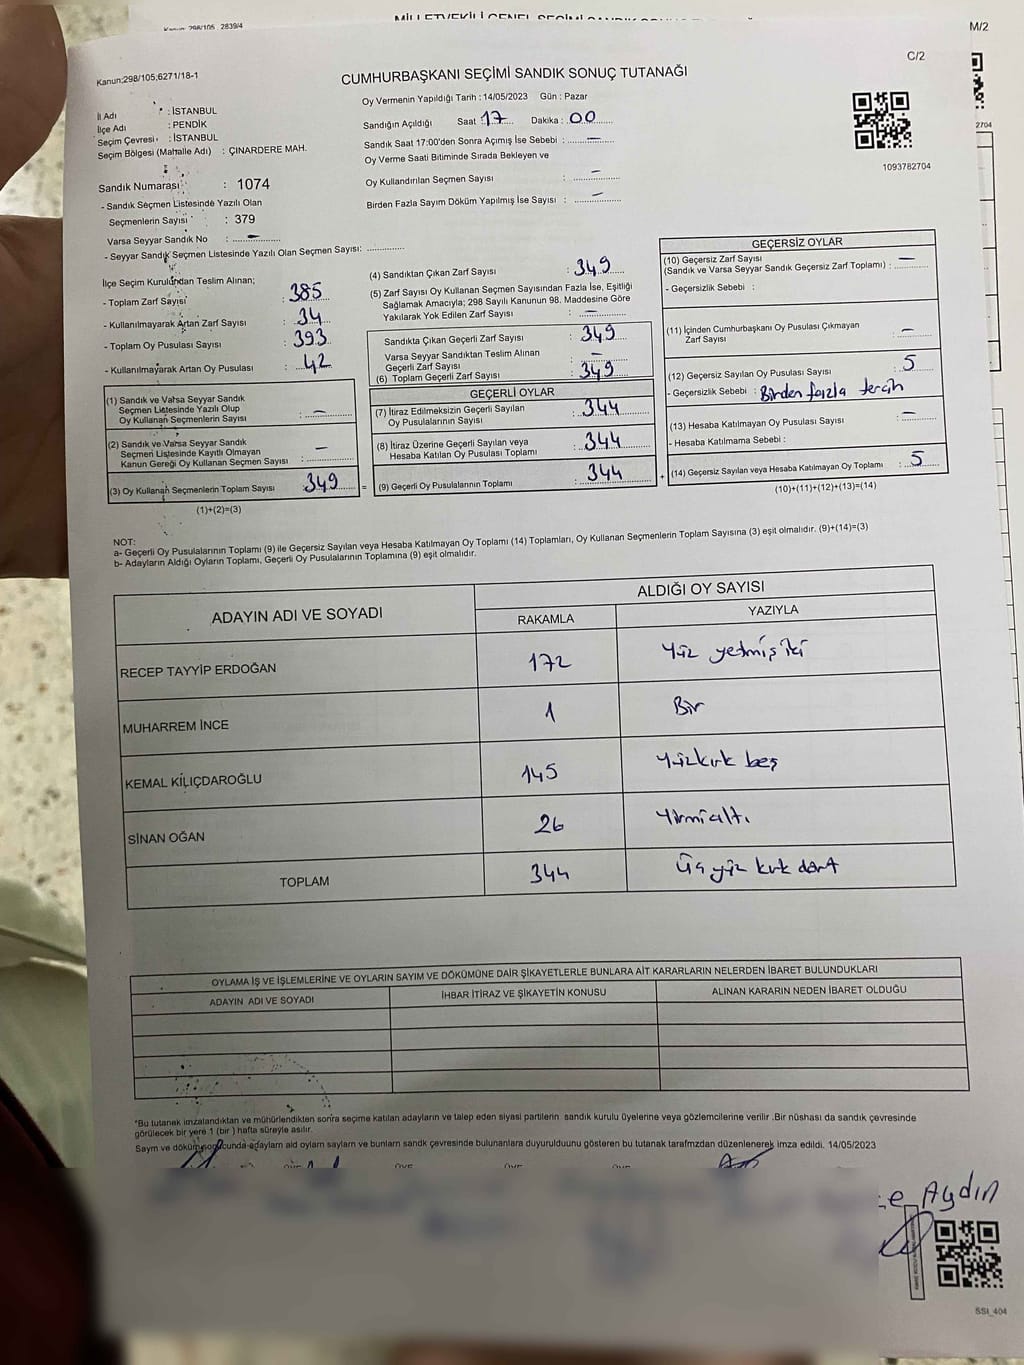 Kanun: 298/105 2839/4
MİLLETVEKİLİ GENEL SEÇİMİ
M/2
2704
Kanun:298/105;6271/18-1
C/2
CUMHURBAŞKANI SEÇİMİ SANDIK SONUÇ TUTANAĞI
İl Adı : İSTANBUL
İlçe Adı : PENDİK
Seçim Çevresi : İSTANBUL
Seçim Bölgesi (Mahalle Adı) : ÇINARDERE MAH.
Oy Vermenin Yapıldığı Tarih : 14/05/2023 Gün : Pazar
Sandığın Açıldığı Saat : 17 Dakika : 00
Sandık Saat 17:00'den Sonra Açımış İse Sebebi : —
Oy Verme Saati Bitiminde Sırada Bekleyen ve
Oy Kullandırılan Seçmen Sayısı : —
Birden Fazla Sayım Döküm Yapılmış İse Sayısı : —
1093782704
Sandık Numarası : 1074
- Sandık Seçmen Listesinde Yazılı Olan
Seçmenlerin Sayısı : 379
Varsa Seyyar Sandık No : —
- Seyyar Sandık Seçmen Listesinde Yazılı Olan Seçmen Sayısı:
İlçe Seçim Kurulundan Teslim Alınan;
- Toplam Zarf Sayısı : 385
- Kullanılmayarak Artan Zarf Sayısı : 34
- Toplam Oy Pusulası Sayısı : 393
- Kullanılmayarak Artan Oy Pusulası : 42
(1) Sandık ve Varsa Seyyar Sandık
Seçmen Listesinde Yazılı Olup
Oy Kullanan Seçmenlerin Sayısı : —
(2) Sandık ve Varsa Seyyar Sandık
Seçmen Listesinde Kayıtlı Olmayan
Kanun Gereği Oy Kullanan Seçmen Sayısı : —
(3) Oy Kullanan Seçmenlerin Toplam Sayısı : 349 =
(1)+(2)=(3)
(4) Sandıktan Çıkan Zarf Sayısı : 349
(5) Zarf Sayısı Oy Kullanan Seçmen Sayısından Fazla İse, Eşitliği
Sağlamak Amacıyla; 298 Sayılı Kanunun 98. Maddesine Göre
Yakılarak Yok Edilen Zarf Sayısı : —
Sandıkta Çıkan Geçerli Zarf Sayısı : 349
Varsa Seyyar Sandıktan Teslim Alınan
Geçerli Zarf Sayısı : —
(6) Toplam Geçerli Zarf Sayısı : 349
GEÇERLİ OYLAR
(7) İtiraz Edilmeksizin Geçerli Sayılan
Oy Pusulalarının Sayısı : 344
(8) İtiraz Üzerine Geçerli Sayılan veya
Hesaba Katılan Oy Pusulası Toplamı : 344
(9) Geçerli Oy Pusulalarının Toplamı : 344 +
GEÇERSİZ OYLAR
(10) Geçersiz Zarf Sayısı
(Sandık ve Varsa Seyyar Sandık Geçersiz Zarf Toplamı) : —
- Geçersizlik Sebebi :
(11) İçinden Cumhurbaşkanı Oy Pusulası Çıkmayan
Zarf Sayısı : —
(12) Geçersiz Sayılan Oy Pusulası Sayısı : 5
- Geçersizlik Sebebi : Birden fazla tercih
(13) Hesaba Katılmayan Oy Pusulası Sayısı : —
- Hesaba Katılmama Sebebi :
(14) Geçersiz Sayılan veya Hesaba Katılmayan Oy Toplamı : 5
(10)+(11)+(12)+(13)=(14)
NOT:
a- Geçerli Oy Pusulalarının Toplamı (9) ile Geçersiz Sayılan veya Hesaba Katılmayan Oy Toplamı (14) Toplamları, Oy Kullanan Seçmenlerin Toplam Sayısına (3) eşit olmalıdır. (9)+(14)=(3)
b- Adayların Aldığı Oyların Toplamı, Geçerli Oy Pusulalarının Toplamına (9) eşit olmalıdır.
ADAYIN ADI VE SOYADI ALDIĞI OY SAYISI
RAKAMLA YAZIYLA
RECEP TAYYİP ERDOĞAN 172 Yüz yetmiş iki
MUHARREM İNCE 1 Bir
KEMAL KILIÇDAROĞLU 145 Yüzkırk beş
SİNAN OĞAN 26 Yirmialtı
TOPLAM 344 Üç yüz kırk dört
OYLAMA İŞ VE İŞLEMLERİNE VE OYLARIN SAYIM VE DÖKÜMÜNE DAİR ŞİKAYETLERLE BUNLARA AİT KARARLARIN NELERDEN İBARET BULUNDUKLARI
ADAYIN ADI VE SOYADI İHBAR İTİRAZ VE ŞİKAYETİN KONUSU ALINAN KARARIN NEDEN İBARET OLDUĞU
*Bu tutanak imzalandıktan ve mühürlendikten sonra seçime katılan adayların ve talep eden siyasi partilerin sandık kurulu üyelerine veya gözlemcilerine verilir .Bir nüshası da sandık çevresinde
görülecek bir yere 1 (bir ) hafta süreyle asılır.
Sayım ve döküm sonucunda adayların aldı oyların sayların ve bunların sandk çevresinde bulunanlara duyurulduunu gösteren bu tutanak tarafmzdan düzenlenerek imza edildi. 14/05/2023
Aydın
SSI_404